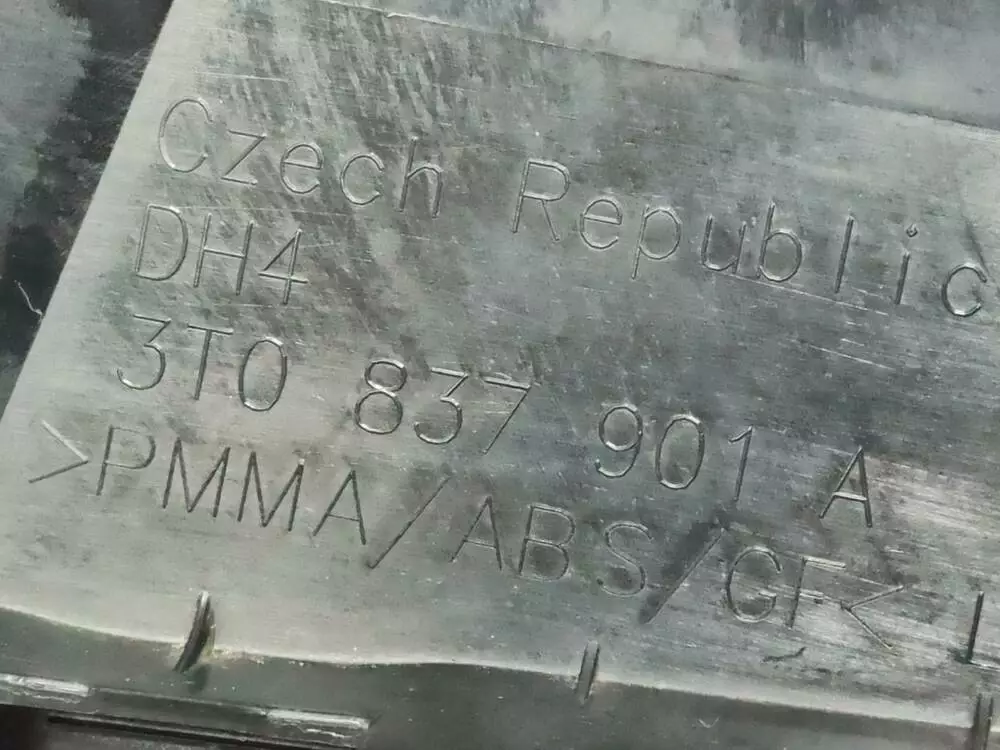 Czech Republic
DH4
3T0 837 901 A
>PMMA/ABS/GF<